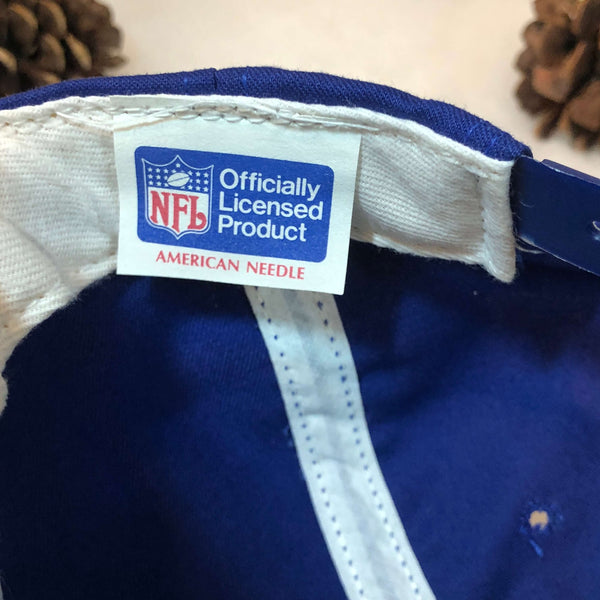 NFL
Officially
Licensed
Product
AMERICAN NEEDLE